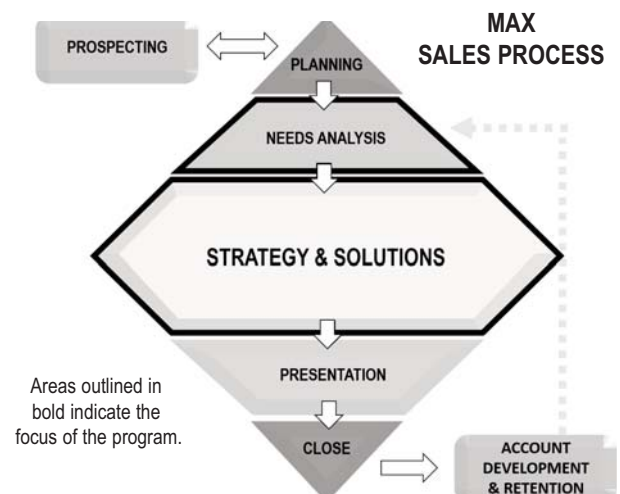 MAX
SALES PROCESS
PROSPECTING
PLANNING
NEEDS ANALYSIS
STRATEGY & SOLUTIONS
PRESENTATION
Areas outlined in
bold indicate the
focus of the program.
CLOSE
ACCOUNT
DEVELOPMENT
& RETENTION